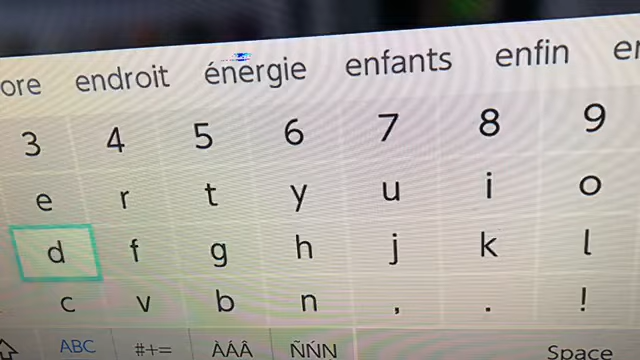 ore endroit énergie enfants enfin
3 4 5 6 7 8 9
e r t y u i o
d f g h j k l
c v b n , . !
ABC #+= ÀÁÂ ÑŃN Space